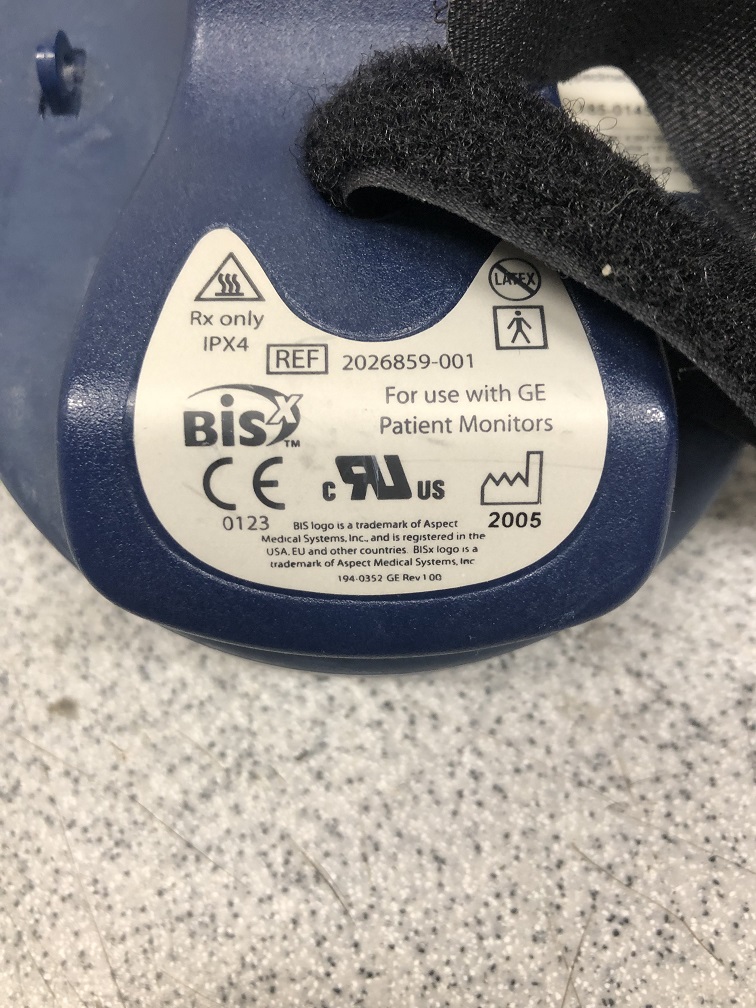 LATEX
Rx only
IPX4
REF 2026859-001
BISx™
For use with GE
Patient Monitors
CE
0123
c RU US
2005
BIS logo is a trademark of Aspect
Medical Systems, Inc., and is registered in the
USA, EU and other countries. BISx logo is a
trademark of Aspect Medical Systems, Inc
194-0352 GE Rev 1.00